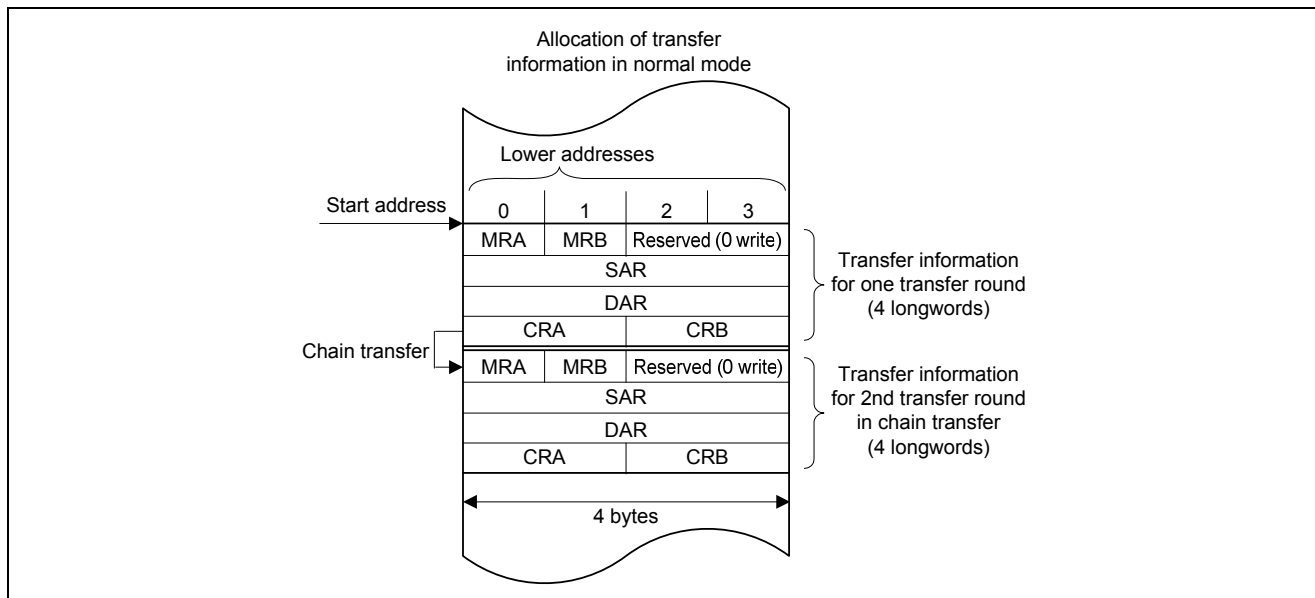 Allocation of transfer
information in normal mode
Lower addresses
Start address
0 1 2 3
MRA MRB Reserved (0 write)
SAR
DAR
CRA CRB
Transfer information
for one transfer round
(4 longwords)
Chain transfer
MRA MRB Reserved (0 write)
SAR
DAR
CRA CRB
Transfer information
for 2nd transfer round
in chain transfer
(4 longwords)
4 bytes